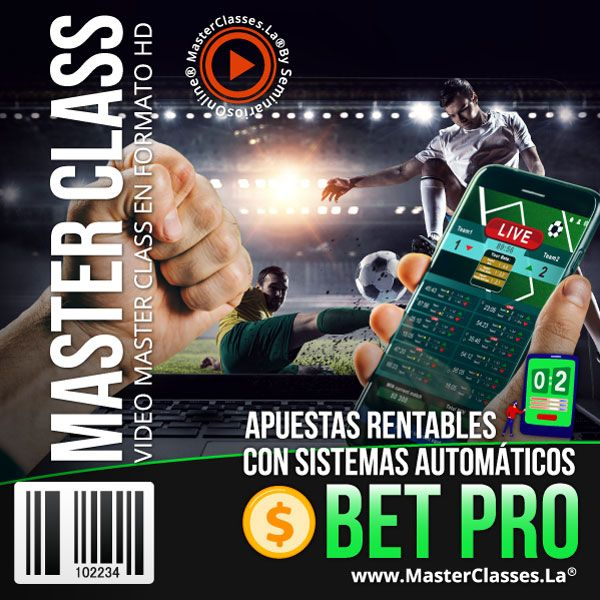 MASTER CLASS
VIDEO MASTER CLASS EN FORMATO HD
MasterClasses.La®By SeminariosOnline®
LIVE
Team1
Team2
1
2
APUESTAS RENTABLES
0:2
CON SISTEMAS AUTOMÁTICOS
$ BET PRO
102234
www.MasterClasses.La®